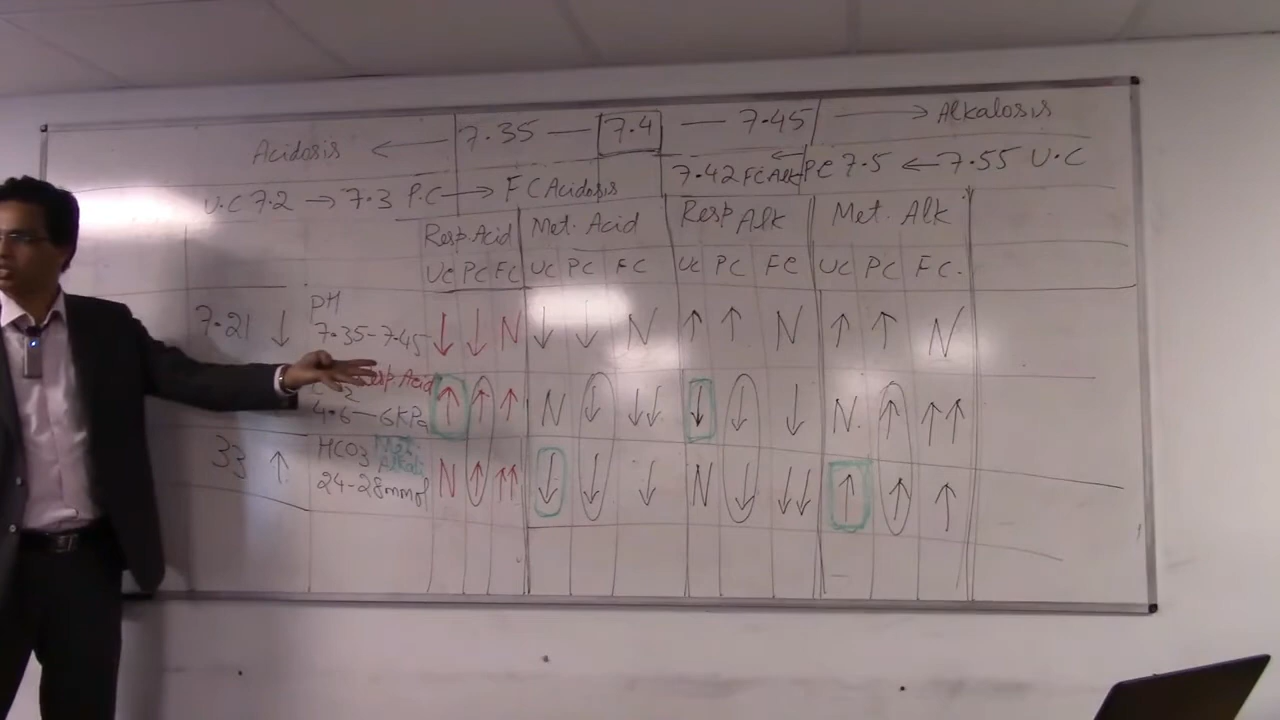 7.35 — 7.4 — 7.45 → Alkalosis
Acidosis ←
7.42 FC Alk ← PC 7.5 ← 7.55 U.C
U.C 7.2 → 7.3 P.C → FC Acidosis
Resp. Acid Met. Acid Resp Alk Met. Alk
UC PC FC UC PC FC UC PC FC UC PC FC.
7.21 ↓ PH
7.35-7.45 ↓ ↓ N ↓ ↓ N ↑ ↑ N ↑ ↑ N
Resp Acid
4.6—6KPa ↑ ↑ ↑ N ↓ ↓↓ ↓ ↓ ↓ N. ↑ ↑↑
33 ↑ HCO3 Met. Alkal
24-28mmol N ↑ ↑↑ ↓ ↓ ↓ N ↓ ↓↓ ↑ ↑ ↑